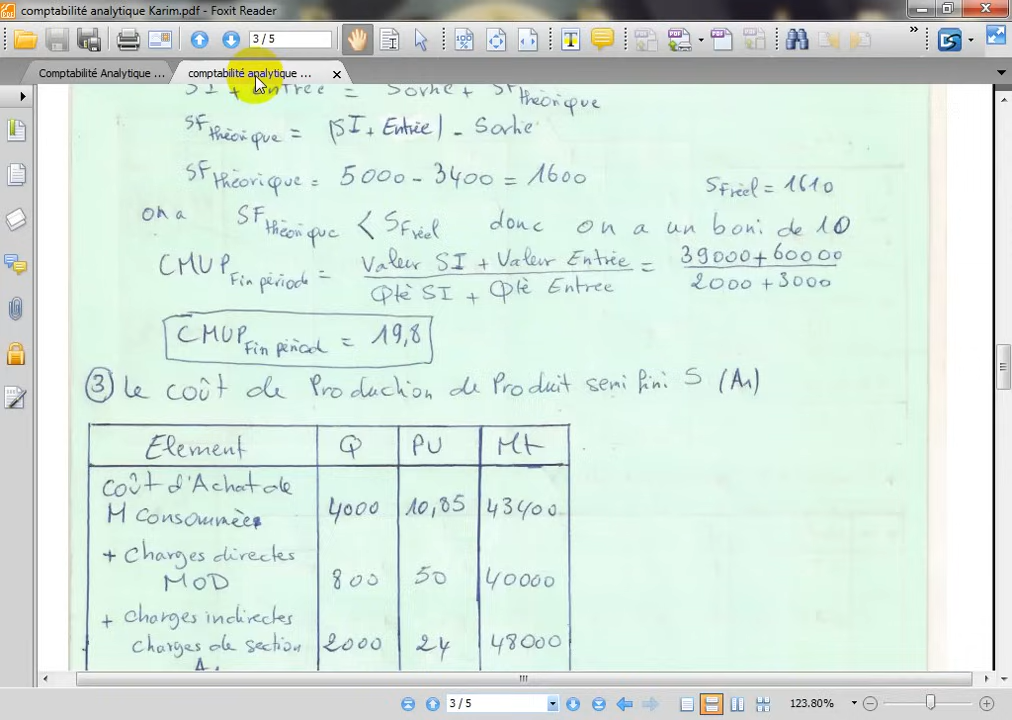 comptabilité analytique Karim.pdf - Foxit Reader
3 / 5
Comptabilité Analytique ...
comptabilité analytique ...
SI + Entrée = Sortie + SF théorique
SF théorique = (SI + Entrée) - Sortie
SF théorique = 5000 - 3400 = 1600
SF réel = 1610
on a SF théorique < SF réel donc on a un boni de 10
CMUP Fin période = Valeur SI + Valeur Entrée / Qtè SI + Qtè Entree = 39000 + 60000 / 2000 + 3000
CMUP Fin périod = 19,8
③ Le coût de Production de Produit semi fini S (A1)
Element Q PU Mt
Coût d'Achat de
M consommée 4000 10,85 43400
+ Charges directes
MOD 800 50 40000
+ Charges indirectes
Charges de section 2000 24 48000
A1
3 / 5
123.80%